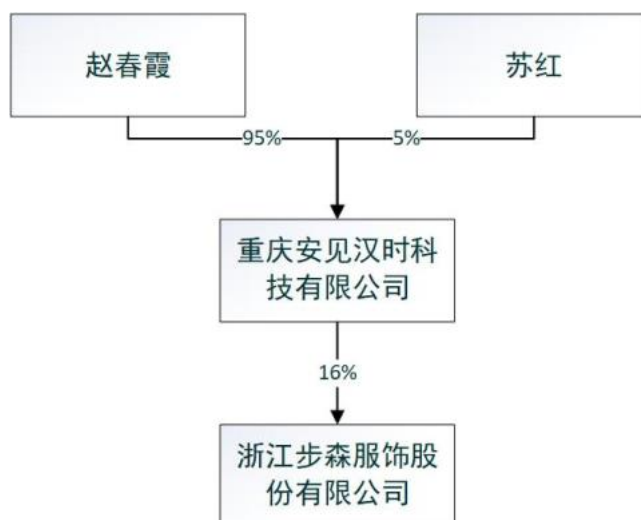 赵春霞
苏红
95%
5%
重庆安见汉时科
技有限公司
16%
浙江步森服饰股
份有限公司